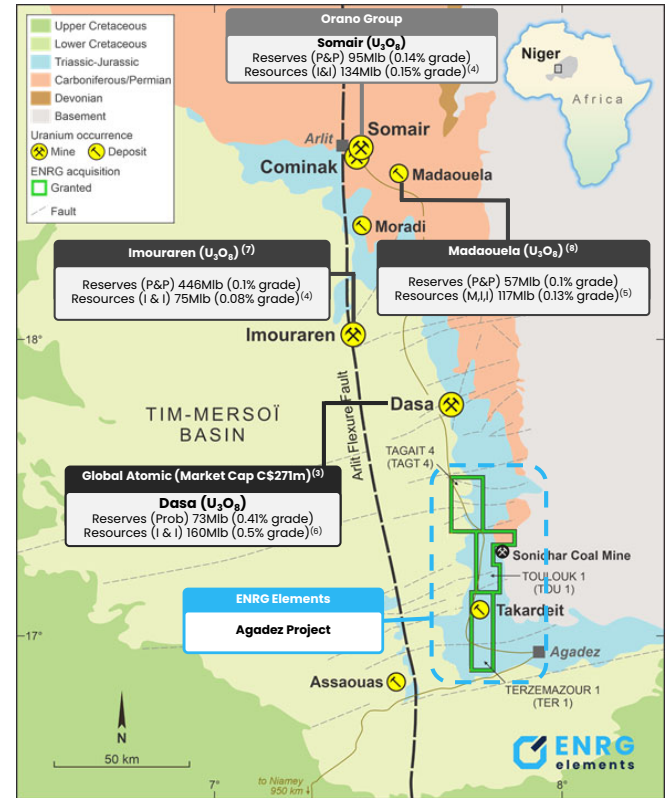 Upper Cretaceous
Lower Cretaceous
Triassic-Jurassic
Carboniferous/Permian
Devonian
Basement
Uranium occurrence
Mine
Deposit
ENRG acquisition
Granted
Fault
Orano Group
Somair (U₃O₈)
Reserves (P&P) 95Mlb (0.14% grade)
Resources (I&I) 134Mlb (0.15% grade)⁽⁴⁾
Niger
Africa
Arlit
Somair
Cominak
Madaouela
Moradi
Imouraren (U₃O₈) ⁽⁷⁾
Reserves (P&P) 446Mlb (0.1% grade)
Resources (I & I) 75Mlb (0.08% grade)⁽⁴⁾
Madaouela (U₃O₈) ⁽⁸⁾
Reserves (P&P) 57Mlb (0.1% grade)
Resources (M,I,I) 117Mlb (0.13% grade)⁽⁵⁾
18°
Imouraren
Arlit Flexure Fault
Dasa
TIM-MERSOÏ
BASIN
TAGAIT 4
(TAGT 4)
Global Atomic (Market Cap C$271m)⁽³⁾
Dasa (U₃O₈)
Reserves (Prob) 73Mlb (0.41% grade)
Resources (I & I) 160Mlb (0.5% grade)⁽⁶⁾
Sonichar Coal Mine
TOULOUK 1
(TOU 1)
ENRG Elements
Agadez Project
Takardeit
17°
Agadez
Assaouas
TERZEMAZOUR 1
(TER 1)
N
50 km
ENRG
elements
to Niamey
950 km
7°
8°